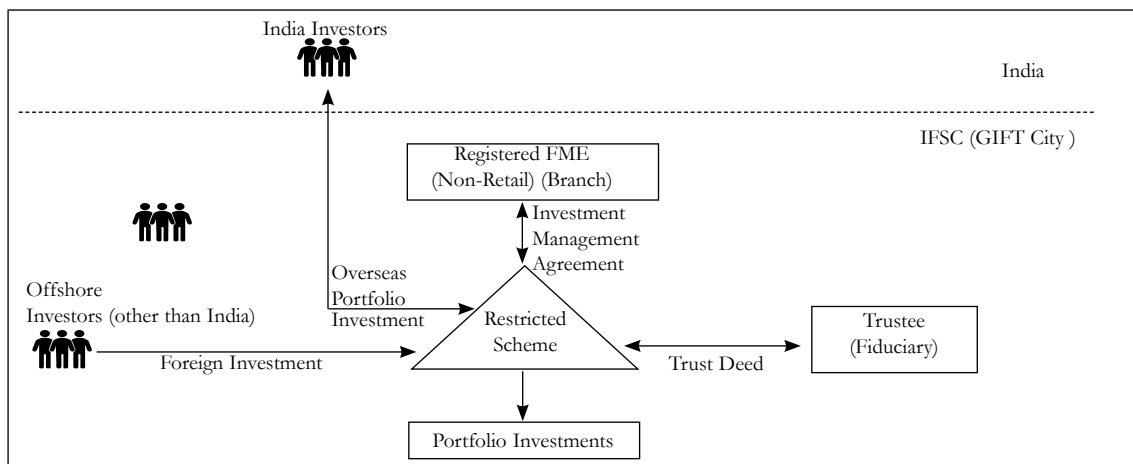 India Investors
India
IFSC (GIFT City )
Registered FME
(Non-Retail) (Branch)
Investment
Management
Agreement
Overseas
Portfolio
Investment
Offshore
Investors (other than India)
Restricted
Scheme
Trustee
(Fiduciary)
Foreign Investment
Trust Deed
Portfolio Investments